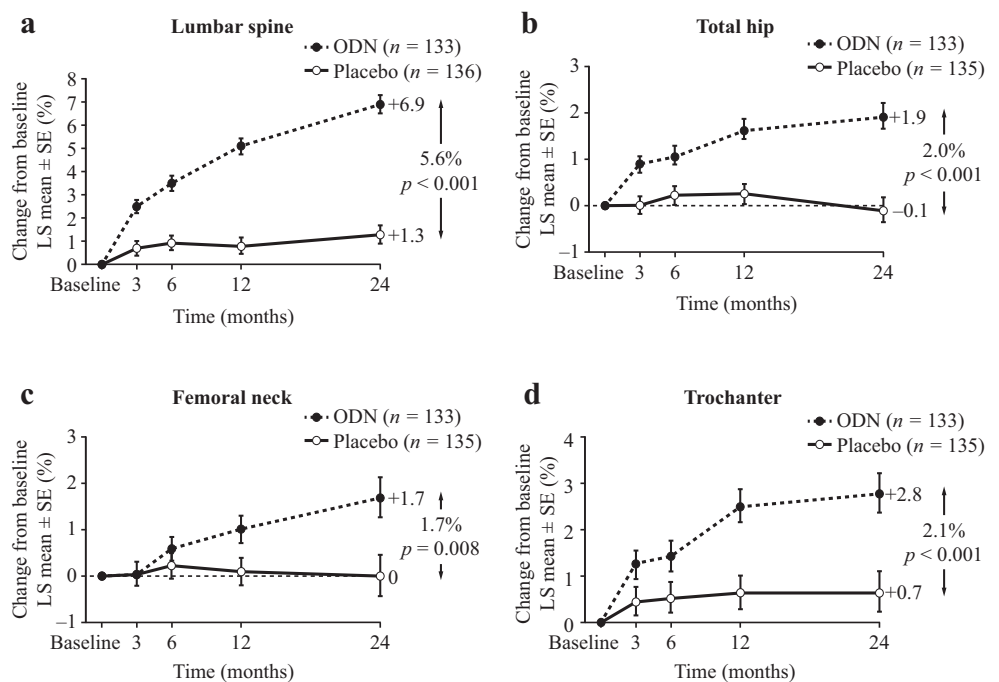 a
Lumbar spine
ODN (n = 133)
Placebo (n = 136)
Change from baseline
LS mean ± SE (%)
8
7
6
5
4
3
2
1
0
+6.9
5.6%
p < 0.001
+1.3
Baseline 3 6 12 24
Time (months)
b
Total hip
ODN (n = 133)
Placebo (n = 135)
Change from baseline
LS mean ± SE (%)
3
2
1
0
−1
+1.9
2.0%
p < 0.001
−0.1
Baseline 3 6 12 24
Time (months)
c
Femoral neck
ODN (n = 133)
Placebo (n = 135)
Change from baseline
LS mean ± SE (%)
3
2
1
0
−1
+1.7
1.7%
p = 0.008
0
Baseline 3 6 12 24
Time (months)
d
Trochanter
ODN (n = 133)
Placebo (n = 135)
Change from baseline
LS mean ± SE (%)
4
3
2
1
0
+2.8
2.1%
p < 0.001
+0.7
Baseline 3 6 12 24
Time (months)